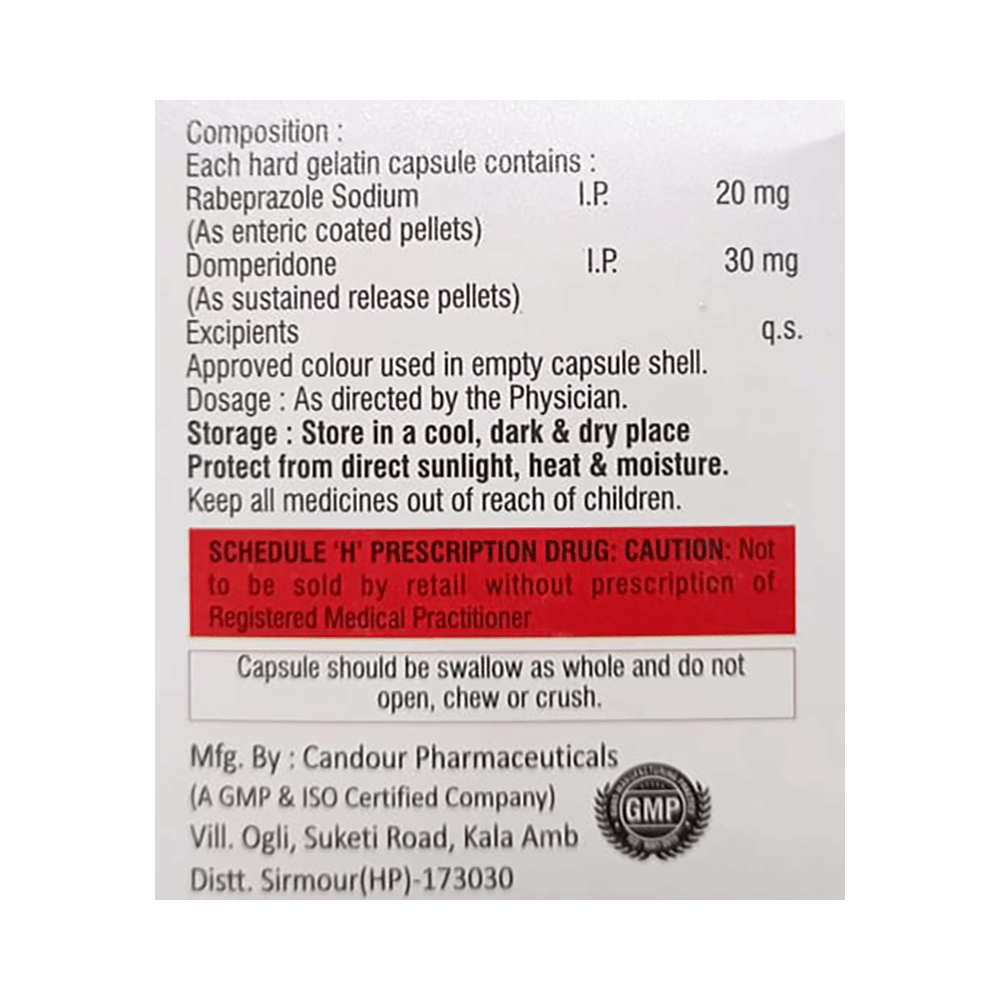 Composition :
Each hard gelatin capsule contains :
Rabeprazole Sodium I.P. 20 mg
(As enteric coated pellets)
Domperidone I.P. 30 mg
(As sustained release pellets)
Excipients q.s.
Approved colour used in empty capsule shell.
Dosage : As directed by the Physician.
Storage : Store in a cool, dark & dry place
Protect from direct sunlight, heat & moisture.
Keep all medicines out of reach of children.
SCHEDULE 'H' PRESCRIPTION DRUG: CAUTION: Not
to be sold by retail without prescription of
Registered Medical Practitioner
Capsule should be swallow as whole and do not
open, chew or crush.
Mfg. By : Candour Pharmaceuticals
(A GMP & ISO Certified Company)
Vill. Ogli, Suketi Road, Kala Amb
Distt. Sirmour(HP)-173030
GMP